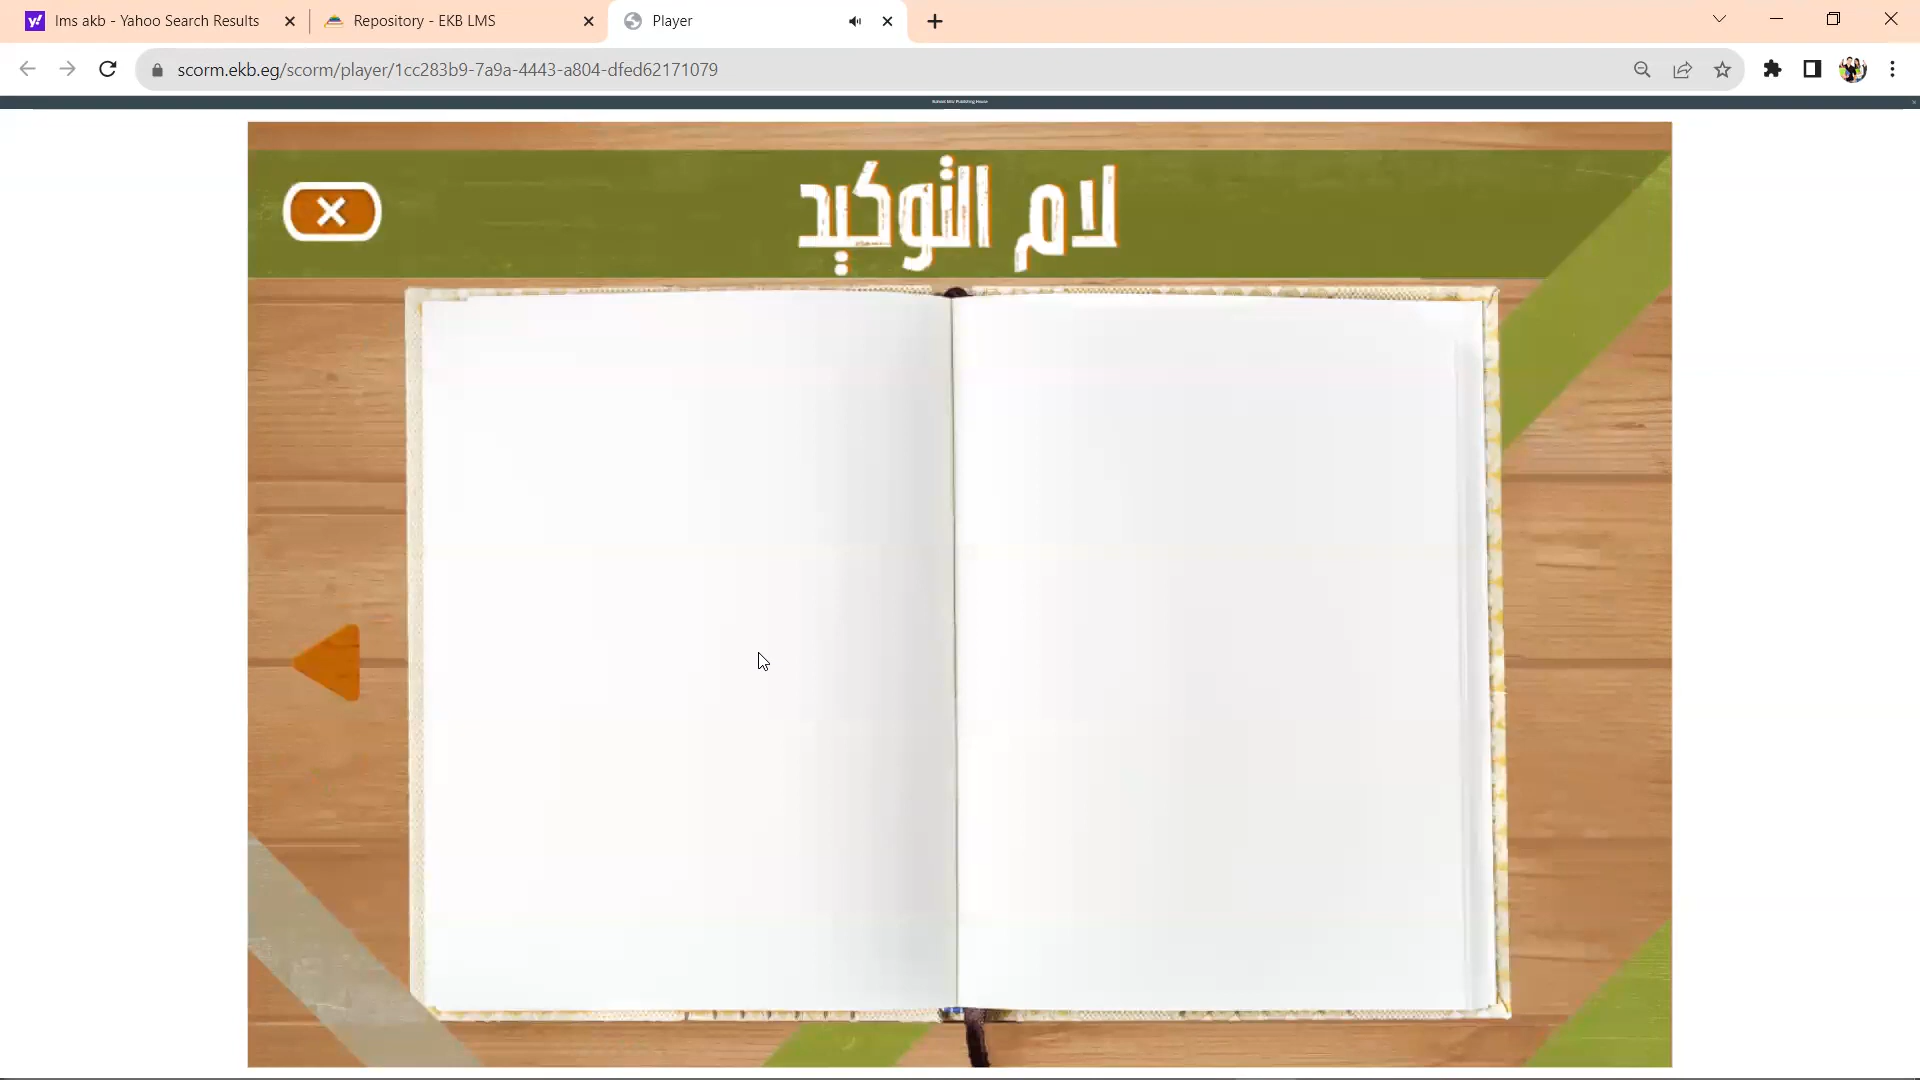 lms akb - Yahoo Search Results
Repository - EKB LMS
Player
scorm.ekb.eg/scorm/player/1cc283b9-7a9a-4443-a804-dfed62171079
لام التوكيد